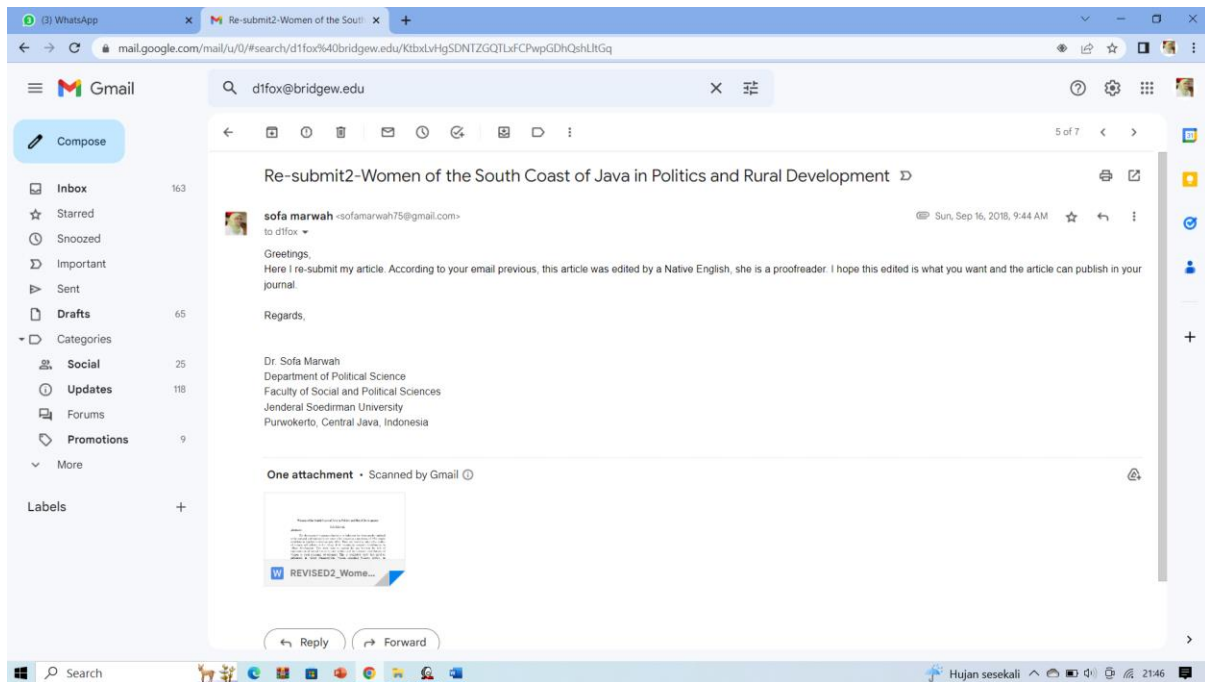 (3) WhatsApp
Re-submit2-Women of the South
mail.google.com/mail/u/0/#search/d1fox%40bridgew.edu/KtbxLvHgSDNTZGQTLxFCPwpGDhQshLltGq
Gmail
d1fox@bridgew.edu
Compose
5 of 7
Inbox 163
Starred
Snoozed
Important
Sent
Drafts 65
Categories
Social 25
Updates 118
Forums
Promotions 9
More
Labels
Re-submit2-Women of the South Coast of Java in Politics and Rural Development
sofa marwah <sofamarwah75@gmail.com>
Sun, Sep 16, 2018, 9:44 AM
to d1fox
Greetings,
Here I re-submit my article. According to your email previous, this article was edited by a Native English, she is a proofreader. I hope this edited is what you want and the article can publish in your
journal.
Regards,
Dr. Sofa Marwah
Department of Political Science
Faculty of Social and Political Sciences
Jenderal Soedirman University
Purwokerto, Central Java, Indonesia
One attachment • Scanned by Gmail
W REVISED2_Wome...
Reply
Forward
Search
Hujan sesekali
21:46